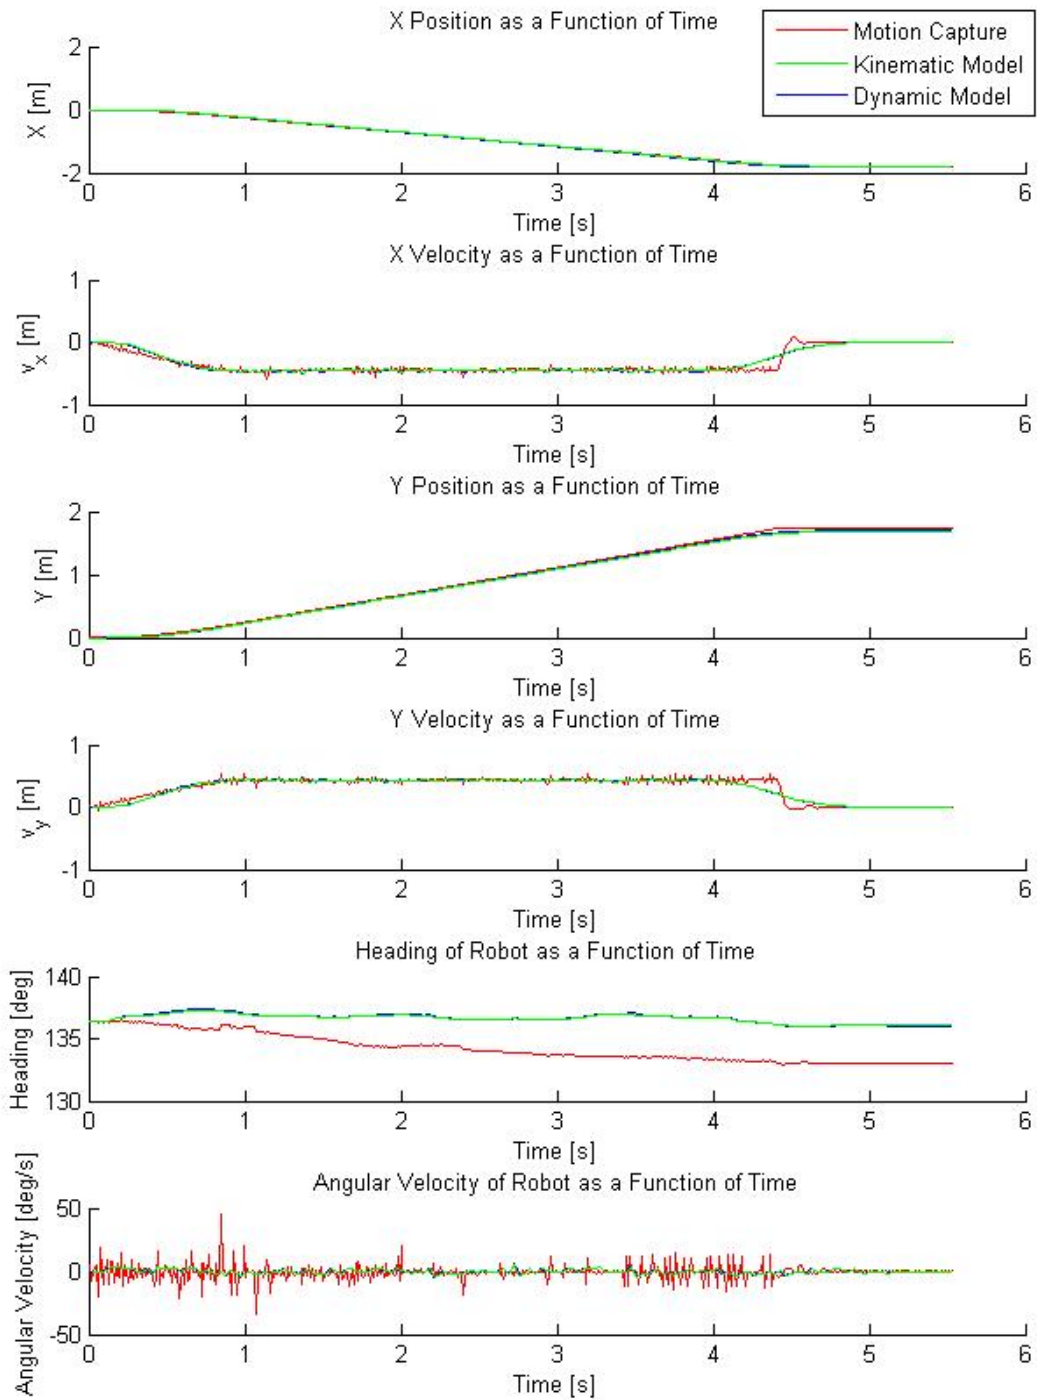 X Position as a Function of Time
Motion Capture
Kinematic Model
Dynamic Model
X [m]
2
0
-2
0 1 2 3 4 5 6
Time [s]
X Velocity as a Function of Time
v_x [m]
1
0
-1
0 1 2 3 4 5 6
Time [s]
Y Position as a Function of Time
Y [m]
2
1
0
0 1 2 3 4 5 6
Time [s]
Y Velocity as a Function of Time
v_y [m]
1
0
-1
0 1 2 3 4 5 6
Time [s]
Heading of Robot as a Function of Time
Heading [deg]
140
135
130
0 1 2 3 4 5 6
Time [s]
Angular Velocity of Robot as a Function of Time
Angular Velocity [deg/s]
50
0
-50
0 1 2 3 4 5 6
Time [s]